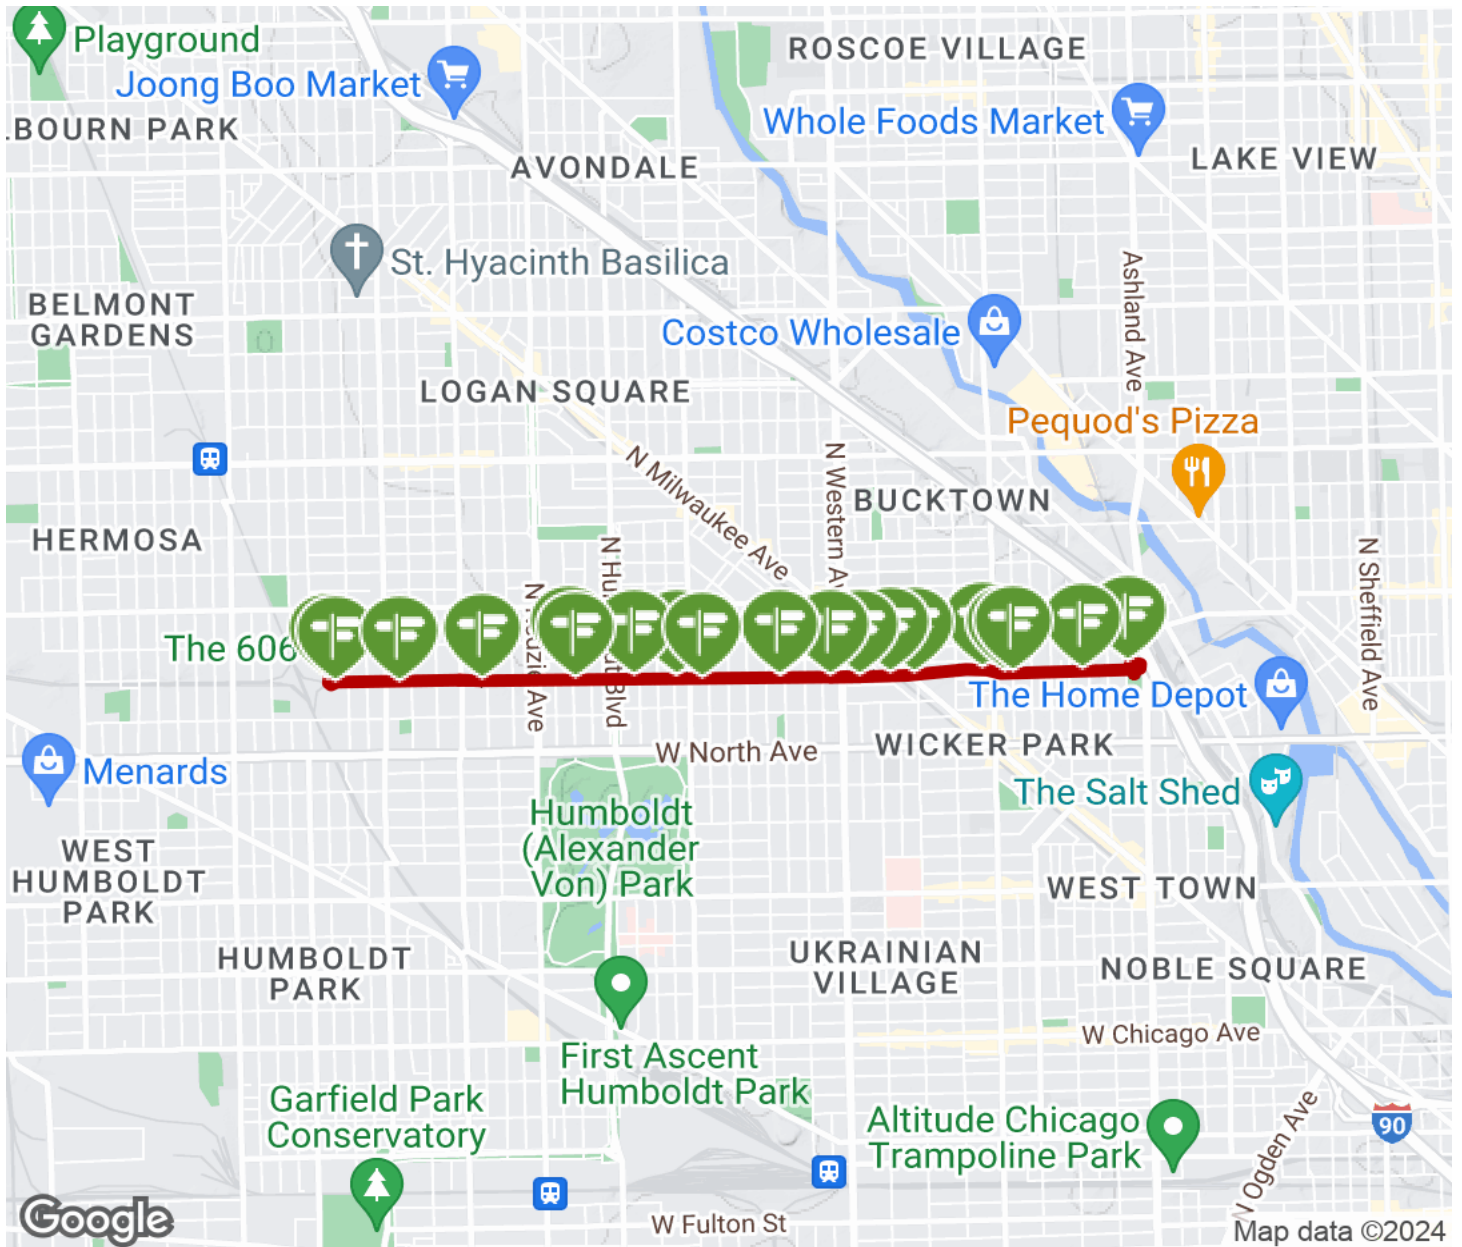 Playground
ROSCOE VILLAGE
Joong Boo Market
Whole Foods Market
LBOURN PARK
AVONDALE
LAKE VIEW
St. Hyacinth Basilica
Ashland Ave
BELMONT
GARDENS
Costco Wholesale
LOGAN SQUARE
Pequod's Pizza
N Milwaukee Ave
N Western Av
BUCKTOWN
HERMOSA
N Sheffield Ave
The 606
N Hu
ut Blvd
N
dzie Ave
The Home Depot
W North Ave
WICKER PARK
Menards
The Salt Shed
Humboldt
(Alexander
Von) Park
WEST
HUMBOLDT
PARK
WEST TOWN
HUMBOLDT
PARK
UKRAINIAN
VILLAGE
NOBLE SQUARE
W Chicago Ave
First Ascent
Humboldt Park
Garfield Park
Conservatory
Altitude Chicago
Trampoline Park
90
N Ogden Ave
Google
W Fulton St
Map data ©2024